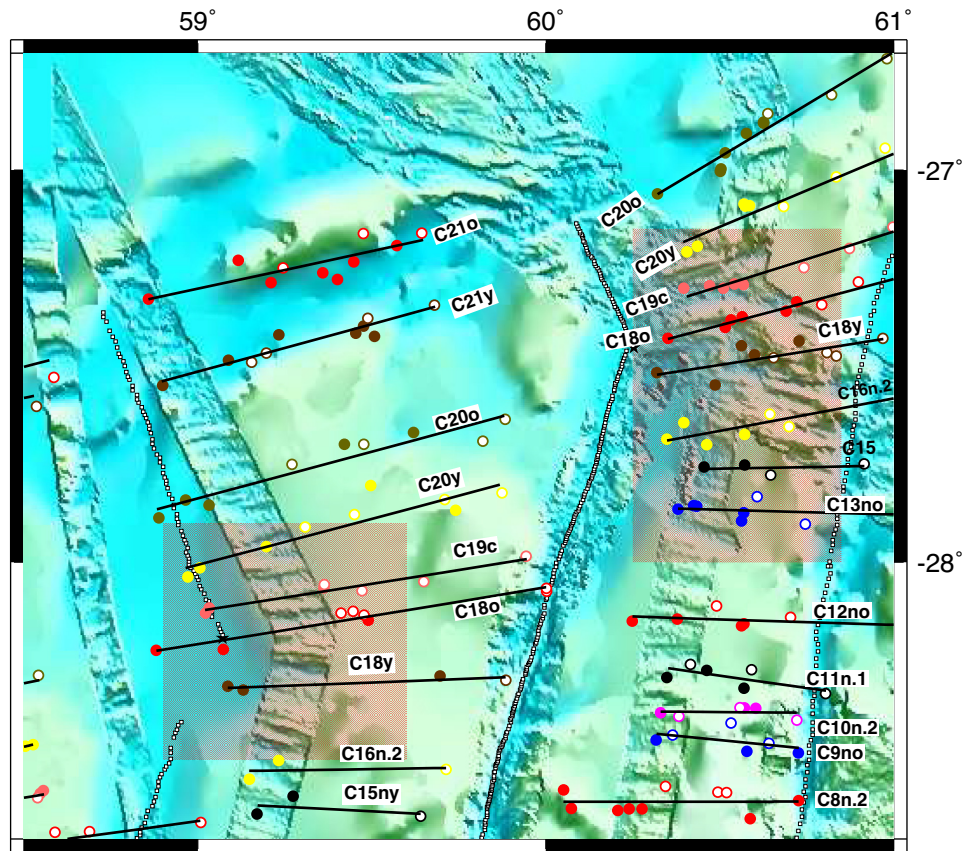 59° 60° 61°
-27°
-28°
C21o
C21y
C20o
C20y
C19c
C18o
C18y
C16n.2
C15ny
C20o
C20y
C19c
C18o
C18y
C16n.2
C15
C13no
C12no
C11n.1
C10n.2
C9no
C8n.2